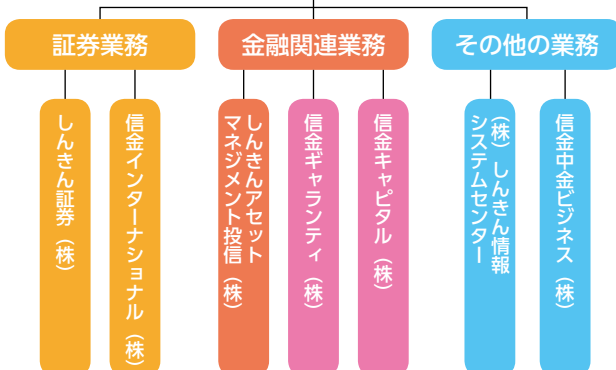 証券業務
金融関連業務
その他の業務
しんきん証券（株）
信金インターナショナル（株）
しんきんアセット
マネジメント投信（株）
信金ギャランティ（株）
信金キャピタル（株）
（株）しんきん情報
システムセンター
信金中金ビジネス（株）